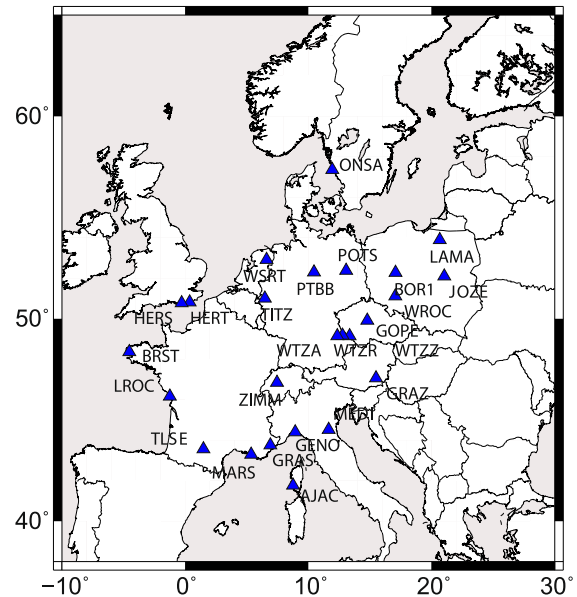 60°
ONSA
POTS
LAMA
WSRT
PTBB
BOR1
JOZE
TITZ
WROC
HERS
HERT
50°
GOPE
WTZA
WTZR
WTZZ
BRST
LROC
ZIMM
GRAZ
MEDI
TLSE
GENO
MARS
GRAS
AJAC
40°
−10°
0°
10°
20°
30°